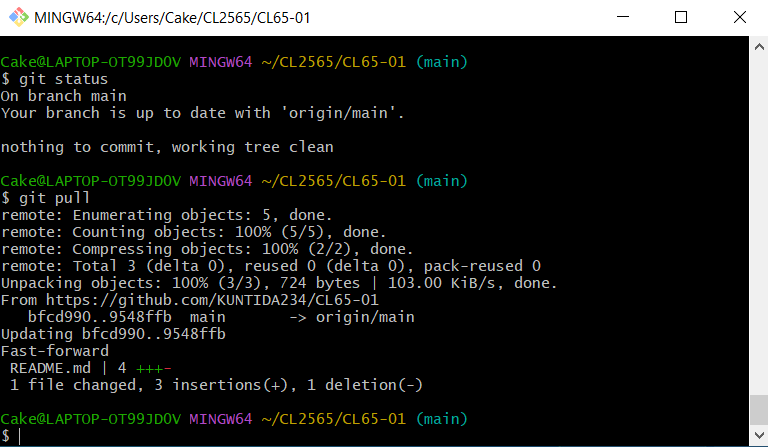 MINGW64:/c/Users/Cake/CL2565/CL65-01
Cake@LAPTOP-OT99JDOV MINGW64 ~/CL2565/CL65-01 (main)
$ git status
On branch main
Your branch is up to date with 'origin/main'.
nothing to commit, working tree clean
Cake@LAPTOP-OT99JDOV MINGW64 ~/CL2565/CL65-01 (main)
$ git pull
remote: Enumerating objects: 5, done.
remote: Counting objects: 100% (5/5), done.
remote: Compressing objects: 100% (2/2), done.
remote: Total 3 (delta 0), reused 0 (delta 0), pack-reused 0
Unpacking objects: 100% (3/3), 724 bytes | 103.00 KiB/s, done.
From https://github.com/KUNTIDA234/CL65-01
   bfcd990..9548ffb  main       -> origin/main
Updating bfcd990..9548ffb
Fast-forward
 README.md | 4 +++-
 1 file changed, 3 insertions(+), 1 deletion(-)
Cake@LAPTOP-OT99JDOV MINGW64 ~/CL2565/CL65-01 (main)
$